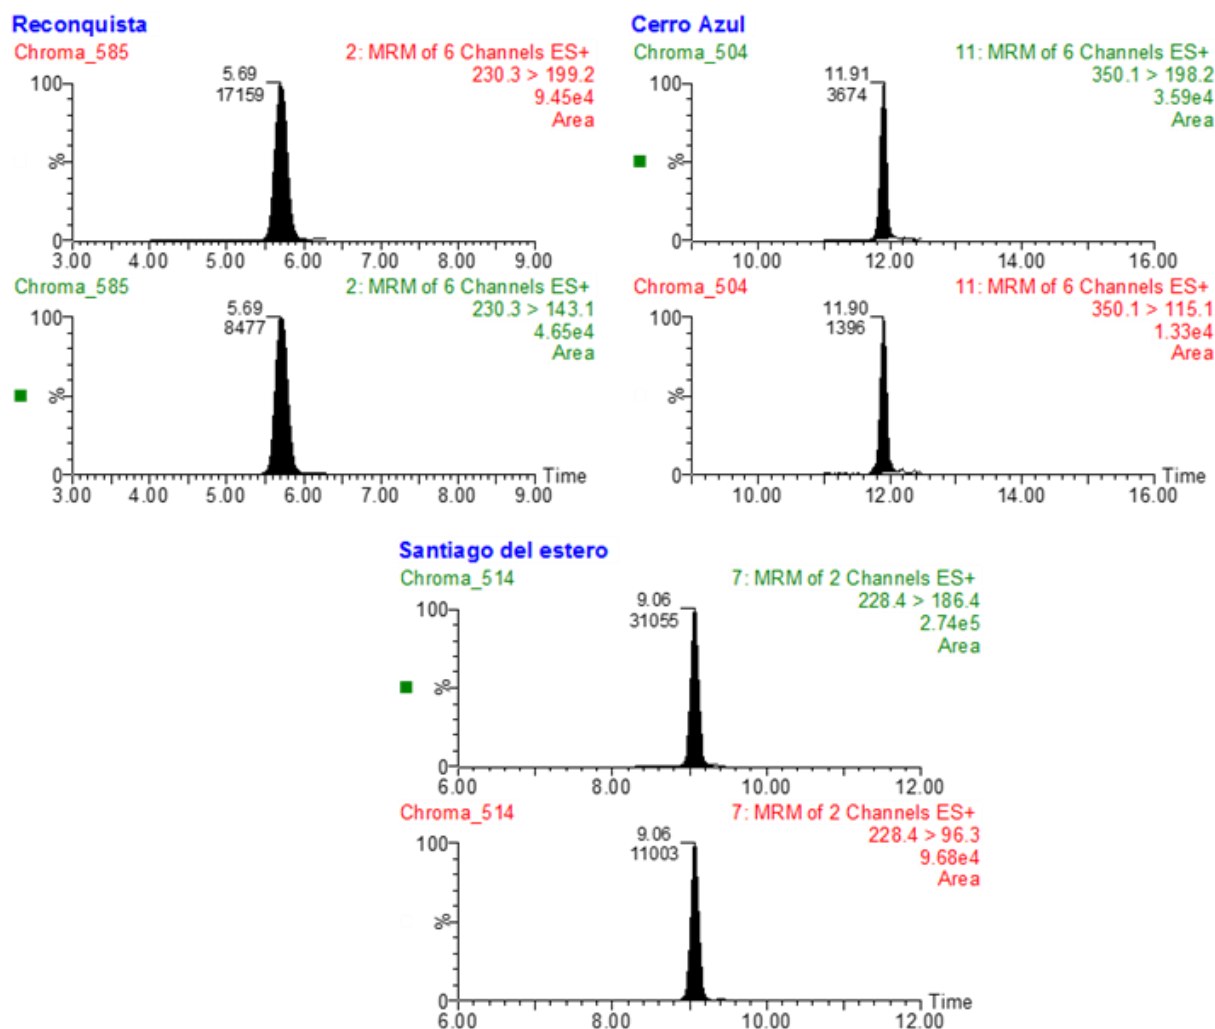 Reconquista
Chroma_585
2: MRM of 6 Channels ES+
230.3 > 199.2
9.45e4
Area
5.69
17159
100
%
0
3.00 4.00 5.00 6.00 7.00 8.00 9.00
Chroma_585
2: MRM of 6 Channels ES+
230.3 > 143.1
4.65e4
Area
5.69
8477
100
%
0
Time
3.00 4.00 5.00 6.00 7.00 8.00 9.00
Cerro Azul
Chroma_504
11: MRM of 6 Channels ES+
350.1 > 198.2
3.59e4
Area
11.91
3674
100
%
0
10.00 12.00 14.00 16.00
Chroma_504
11: MRM of 6 Channels ES+
350.1 > 115.1
1.33e4
Area
11.90
1396
100
%
0
Time
10.00 12.00 14.00 16.00
Santiago del estero
Chroma_514
7: MRM of 2 Channels ES+
228.4 > 186.4
2.74e5
Area
9.06
31055
100
%
0
6.00 8.00 10.00 12.00
Chroma_514
7: MRM of 2 Channels ES+
228.4 > 96.3
9.68e4
Area
9.06
11003
100
%
0
Time
6.00 8.00 10.00 12.00